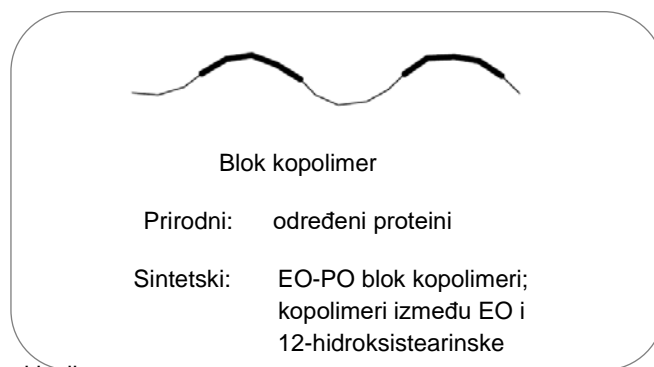 Blok kopolimer
Prirodni: određeni proteini
Sintetski: EO-PO blok kopolimeri;
kopolimeri između EO i
12-hidroksistearinske